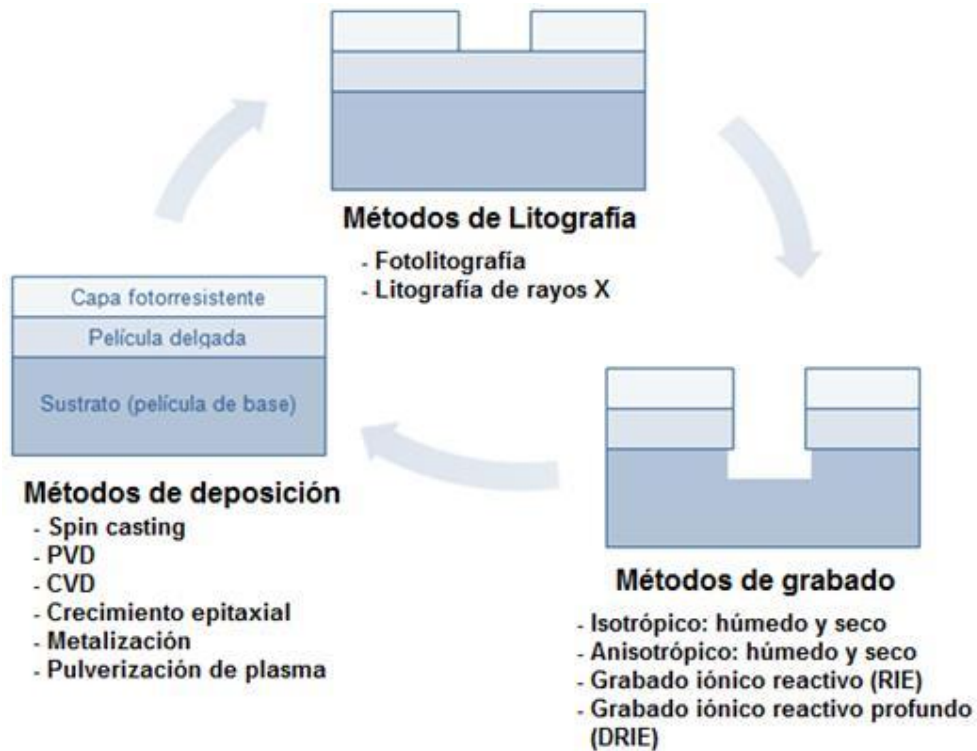 Métodos de Litografía
- Fotolitografía
- Litografía de rayos X
Capa fotorresistente
Película delgada
Sustrato (película de base)
Métodos de deposición
- Spin casting
- PVD
- CVD
- Crecimiento epitaxial
- Metalización
- Pulverización de plasma
Métodos de grabado
- Isotrópico: húmedo y seco
- Anisotrópico: húmedo y seco
- Grabado iónico reactivo (RIE)
- Grabado iónico reactivo profundo
(DRIE)